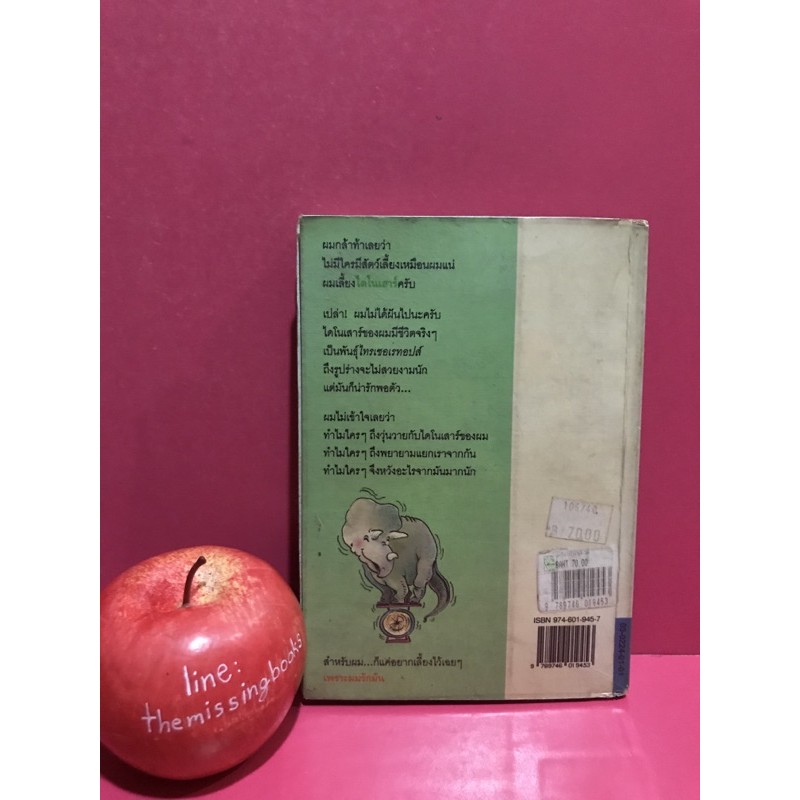 ผมกล้าท้าเลยว่า
ไม่มีใครมีสัตว์เลี้ยงเหมือนผมแน่
ผมเลี้ยงไดโนเสาร์ครับ
เปล่า! ผมไม่ได้ฝันไปนะครับ
ไดโนเสาร์ของผมมีชีวิตจริงๆ
เป็นพันธุ์ไทรเซอเรทอปส์
ถึงรูปร่างจะไม่สวยงามนัก
แต่มันก็น่ารักพอตัว...
ผมไม่เข้าใจเลยว่า
ทำไมใครๆ ถึงวุ่นวายกับไดโนเสาร์ของผม
ทำไมใครๆ ถึงพยายามแยกเราจากกัน
ทำไมใครๆ จึงหวังอะไรจากมันมากนัก
สำหรับผม...ก็แค่อยากเลี้ยงไว้เฉยๆ
เพราะผมรักมัน
BAHT 70.00
ISBN 974-601-945-7
9 789746 019453
line:
themissingbooks